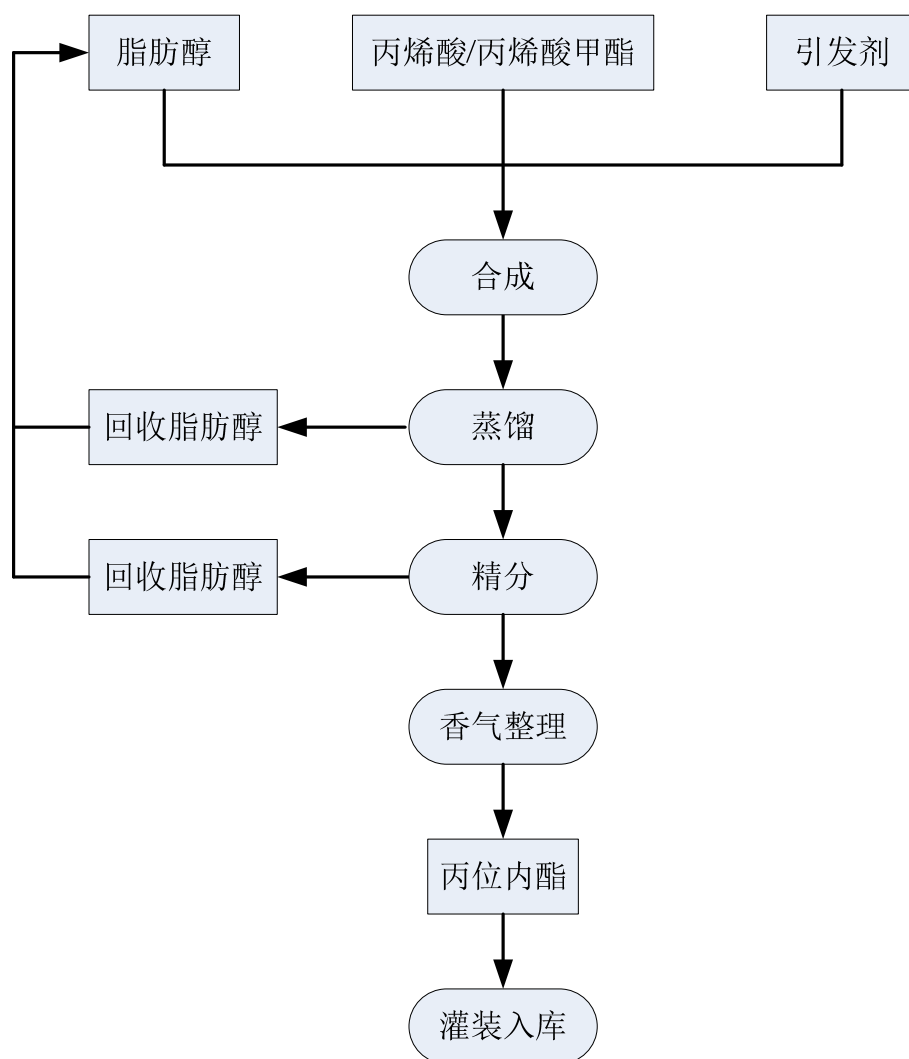 脂肪醇
丙烯酸/丙烯酸甲酯
引发剂
合成
回收脂肪醇
蒸馏
回收脂肪醇
精分
香气整理
丙位内酯
灌装入库